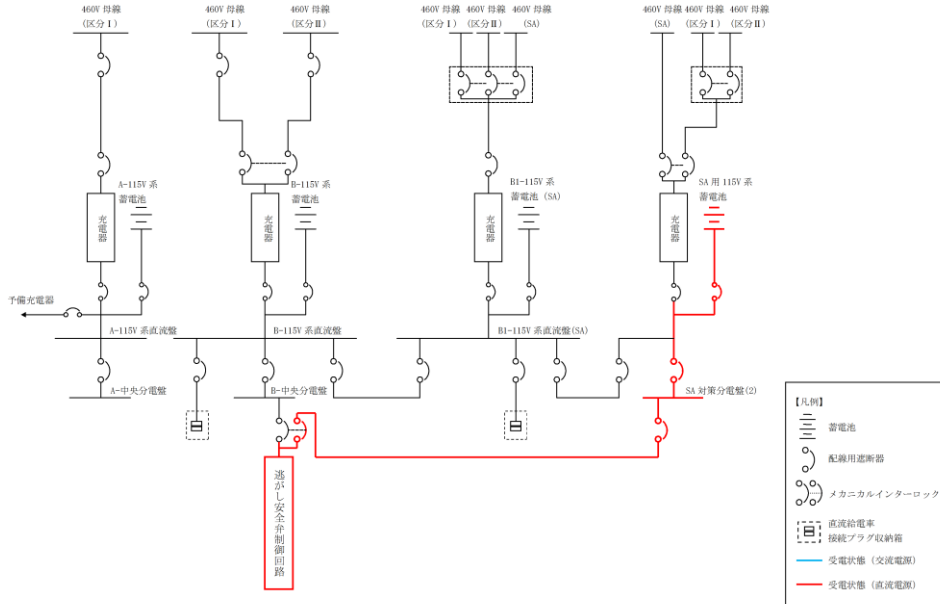 460V 母線
(区分Ⅰ)
460V 母線
(区分Ⅰ)
460V 母線
(区分Ⅱ)
460V 母線
(区分Ⅰ)
460V 母線
(区分Ⅱ)
460V 母線
(SA)
460V 母線
(SA)
460V 母線
(区分Ⅰ)
460V 母線
(区分Ⅱ)
A-115V 系
蓄電池
充電器
B-115V 系
蓄電池
充電器
B1-115V 系
蓄電池 (SA)
充電器
SA 用 115V 系
蓄電池
充電器
予備充電器
A-115V 系直流盤
B-115V 系直流盤
B1-115V 系直流盤(SA)
A-中央分電盤
B-中央分電盤
SA 対策分電盤(2)
逃がし安全弁制御回路
【凡例】
蓄電池
配線用遮断器
メカニカルインターロック
直流給電車
接続プラグ収納箱
受電状態 (交流電源)
受電状態 (直流電源)